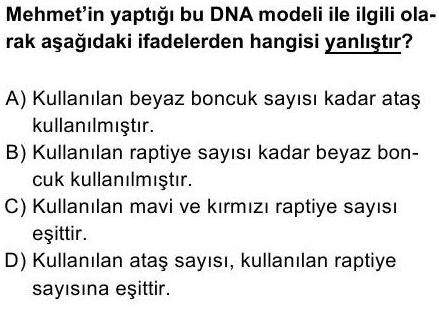 Mehmet'in yaptığı bu DNA modeli ile ilgili ola-
rak aşağıdaki ifadelerden hangisi yanlıştır?
A) Kullanılan beyaz boncuk sayısı kadar ataş
kullanılmıştır.
B) Kullanılan raptiye sayısı kadar beyaz bon-
cuk kullanılmıştır.
C) Kullanılan mavi ve kırmızı raptiye sayısı
eşittir.
D) Kullanılan ataş sayısı, kullanılan raptiye
sayısına eşittir.